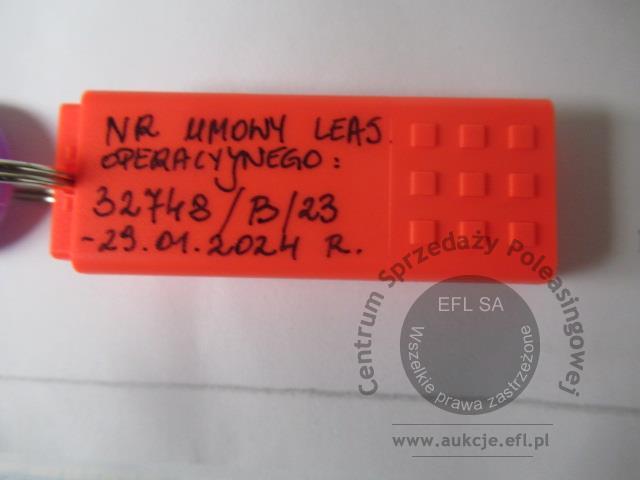 NR UMOWY LEAS.
OPERACYJNEGO:
32748/B/23
-29.01.2024 R.
Centrum Sprzedaży Poleasingowej
EFL SA
Wszelkie prawa zastrzeżone
www.aukcje.efl.pl